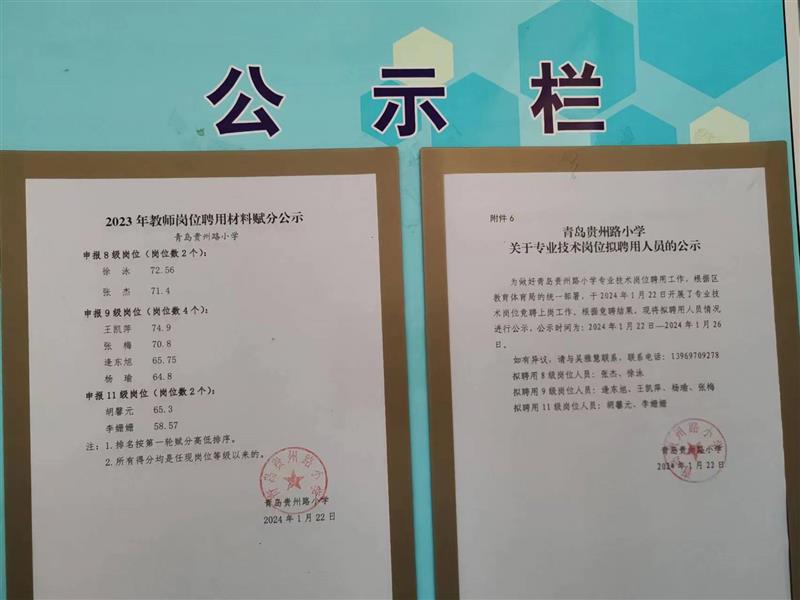 公示栏
2023年教师岗位聘用材料赋分公示
青岛贵州路小学
申报8级岗位（岗位数2个）：
徐 泳 72.56
张 杰 71.4
申报9级岗位（岗位数4个）：
王凯萍 74.9
张 梅 70.8
逄东旭 65.75
杨 瑜 64.8
申报11级岗位（岗位数2个）：
胡馨元 65.3
李姗姗 58.57
注：1.排名按第一轮赋分高低排序。
2.所有得分均是任现岗位等级以来的。
青岛贵州路小学
青岛贵州路小学
2024年1月22日
附件6
青岛贵州路小学
关于专业技术岗位拟聘用人员的公示
为做好青岛贵州路小学专业技术岗位聘用工作，根据区
教育体育局的统一部署，于2024年1月22日开展了专业技
术岗位竞聘上岗工作。根据竞聘结果，现将拟聘用人员情况
进行公示，公示时间为：2024年1月22日—2024年1月26
日。
如有异议，请与吴雅慧联系，联系电话：13969709278
拟聘用8级岗位人员：张杰、徐泳
拟聘用9级岗位人员：逄东旭、王凯萍、杨瑜、张梅
拟聘用11级岗位人员：胡馨元、李姗姗
青岛贵州路小学
青岛贵州路小学
2024年1月22日